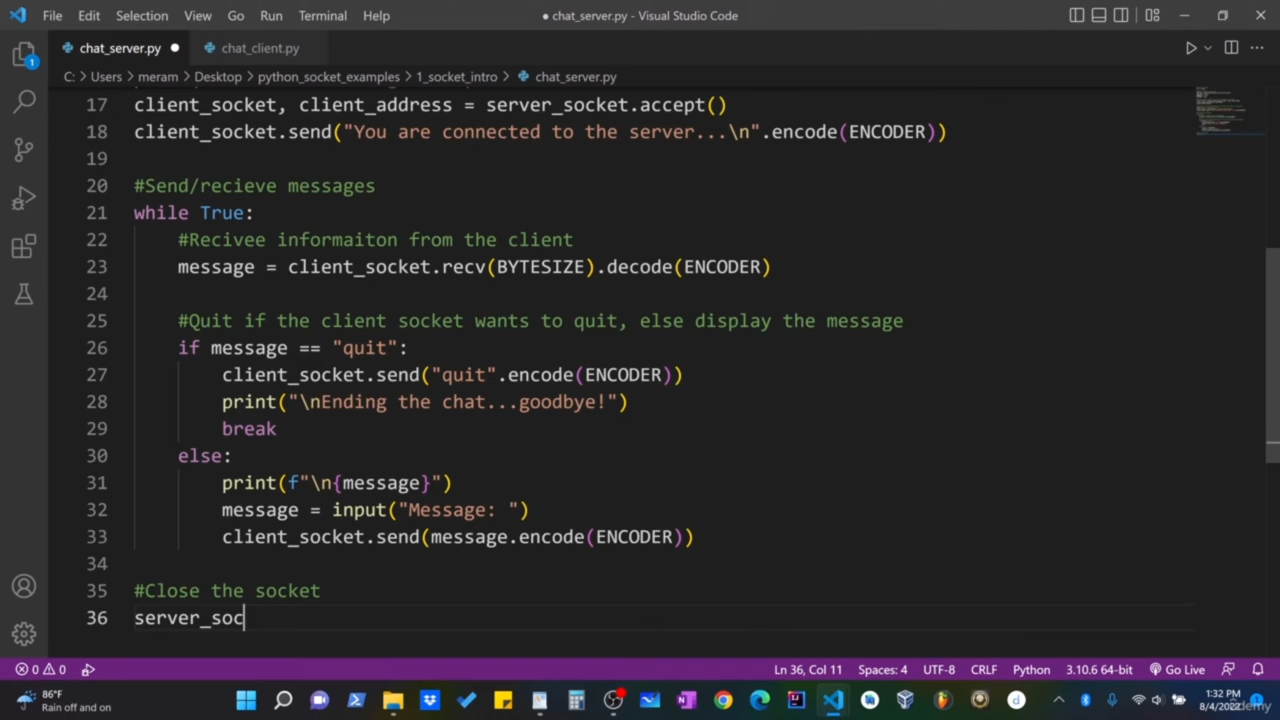 File Edit Selection View Go Run Terminal Help ● chat_server.py - Visual Studio Code
chat_server.py ● chat_client.py
C: > Users > meram > Desktop > python_socket_examples > 1_socket_intro > chat_server.py
1
17 client_socket, client_address = server_socket.accept()
18 client_socket.send("You are connected to the server...\n".encode(ENCODER))
19
20 #Send/recieve messages
21 while True:
22 #Recivee informaiton from the client
23 message = client_socket.recv(BYTESIZE).decode(ENCODER)
24
25 #Quit if the client socket wants to quit, else display the message
26 if message == "quit":
27 client_socket.send("quit".encode(ENCODER))
28 print("\nEnding the chat...goodbye!")
29 break
30 else:
31 print(f"\n{message}")
32 message = input("Message: ")
33 client_socket.send(message.encode(ENCODER))
34
35 #Close the socket
36 server_soc
0 0 Ln 36, Col 11 Spaces: 4 UTF-8 CRLF Python 3.10.6 64-bit Go Live
86°F
Rain off and on
1:32 PM
8/4/2022
Udemy